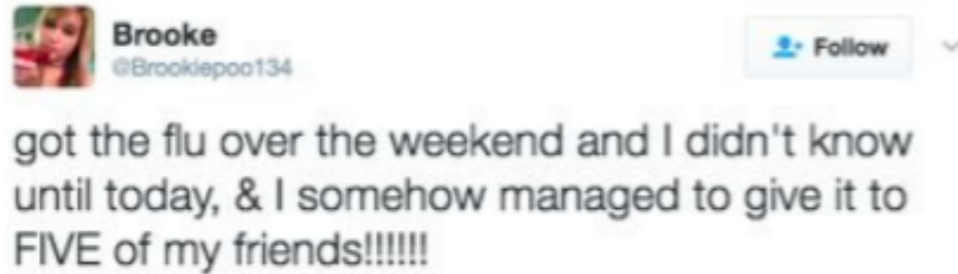 Brooke
@Brookiepoo134
Follow
got the flu over the weekend and I didn't know
until today, & I somehow managed to give it to
FIVE of my friends!!!!!!